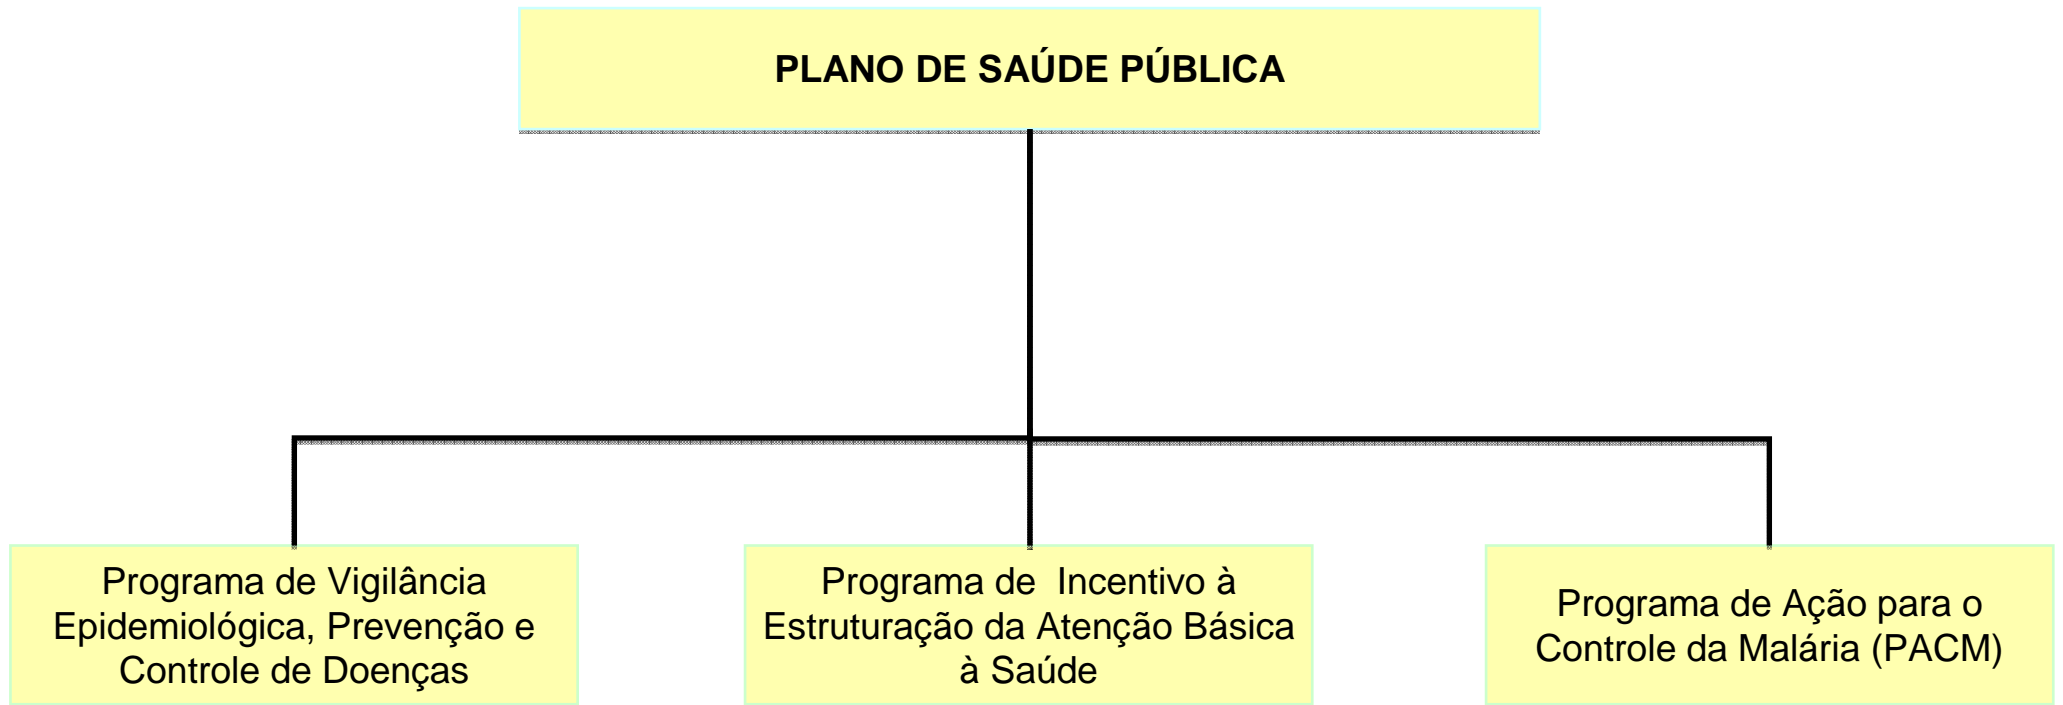 PLANO DE SAÚDE PÚBLICA
Programa de Vigilância
Epidemiológica, Prevenção e
Controle de Doenças
Programa de  Incentivo à
Estruturação da Atenção Básica
à Saúde
Programa de Ação para o
Controle da Malária (PACM)